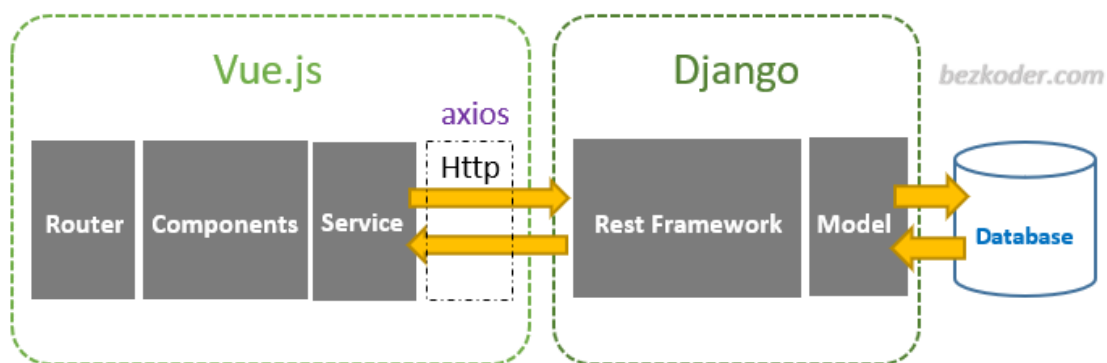 Vue.js
Django
bezkoder.com
axios
Http
Router
Components
Service
Rest Framework
Model
Database